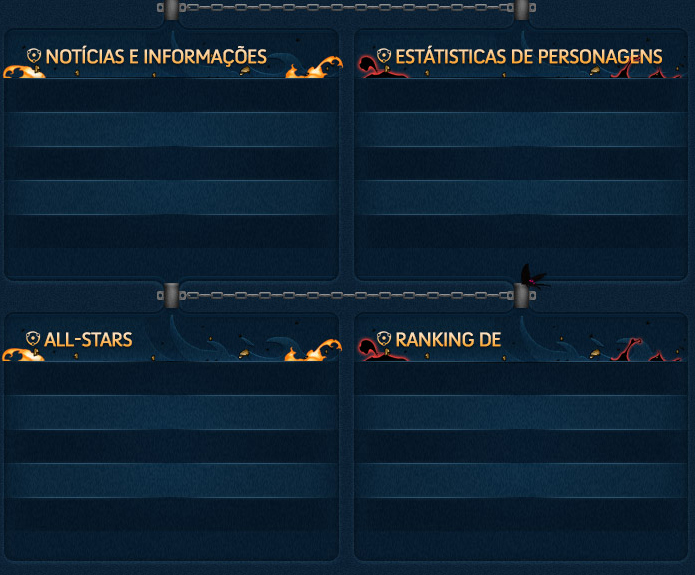 NOTÍCIAS E INFORMAÇÕES
ESTÁTISTICAS DE PERSONAGENS
ALL-STARS
RANKING DE